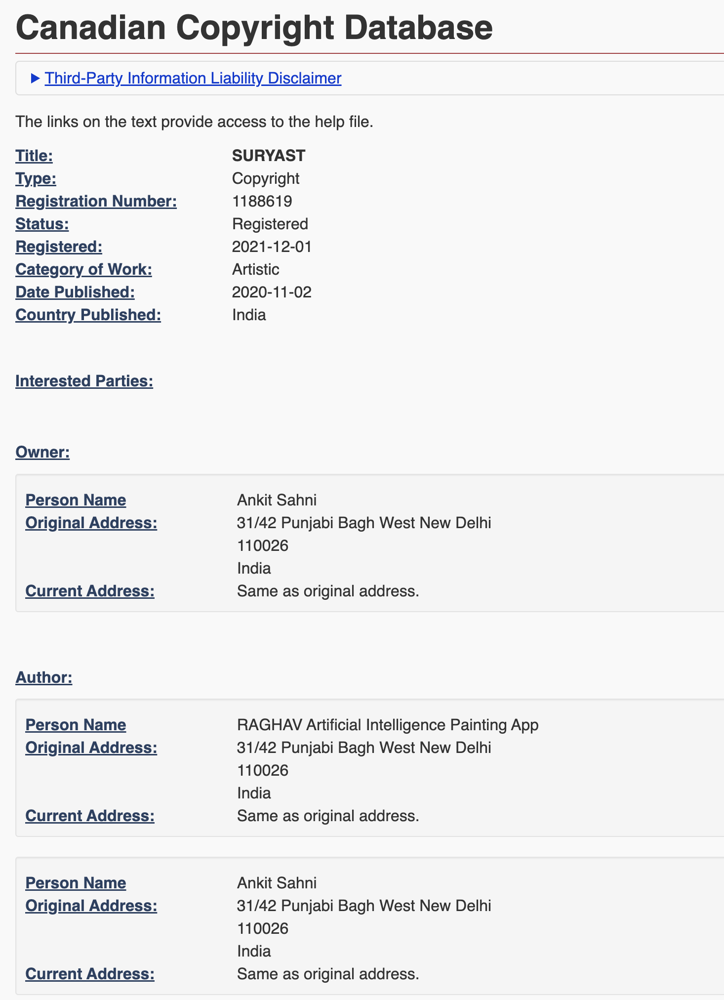 Canadian Copyright Database
Third-Party Information Liability Disclaimer
The links on the text provide access to the help file.
Title: SURYAST
Type: Copyright
Registration Number: 1188619
Status: Registered
Registered: 2021-12-01
Category of Work: Artistic
Date Published: 2020-11-02
Country Published: India
Interested Parties:
Owner:
Person Name Ankit Sahni
Original Address: 31/42 Punjabi Bagh West New Delhi
110026
India
Current Address: Same as original address.
Author:
Person Name RAGHAV Artificial Intelligence Painting App
Original Address: 31/42 Punjabi Bagh West New Delhi
110026
India
Current Address: Same as original address.
Person Name Ankit Sahni
Original Address: 31/42 Punjabi Bagh West New Delhi
110026
India
Current Address: Same as original address.